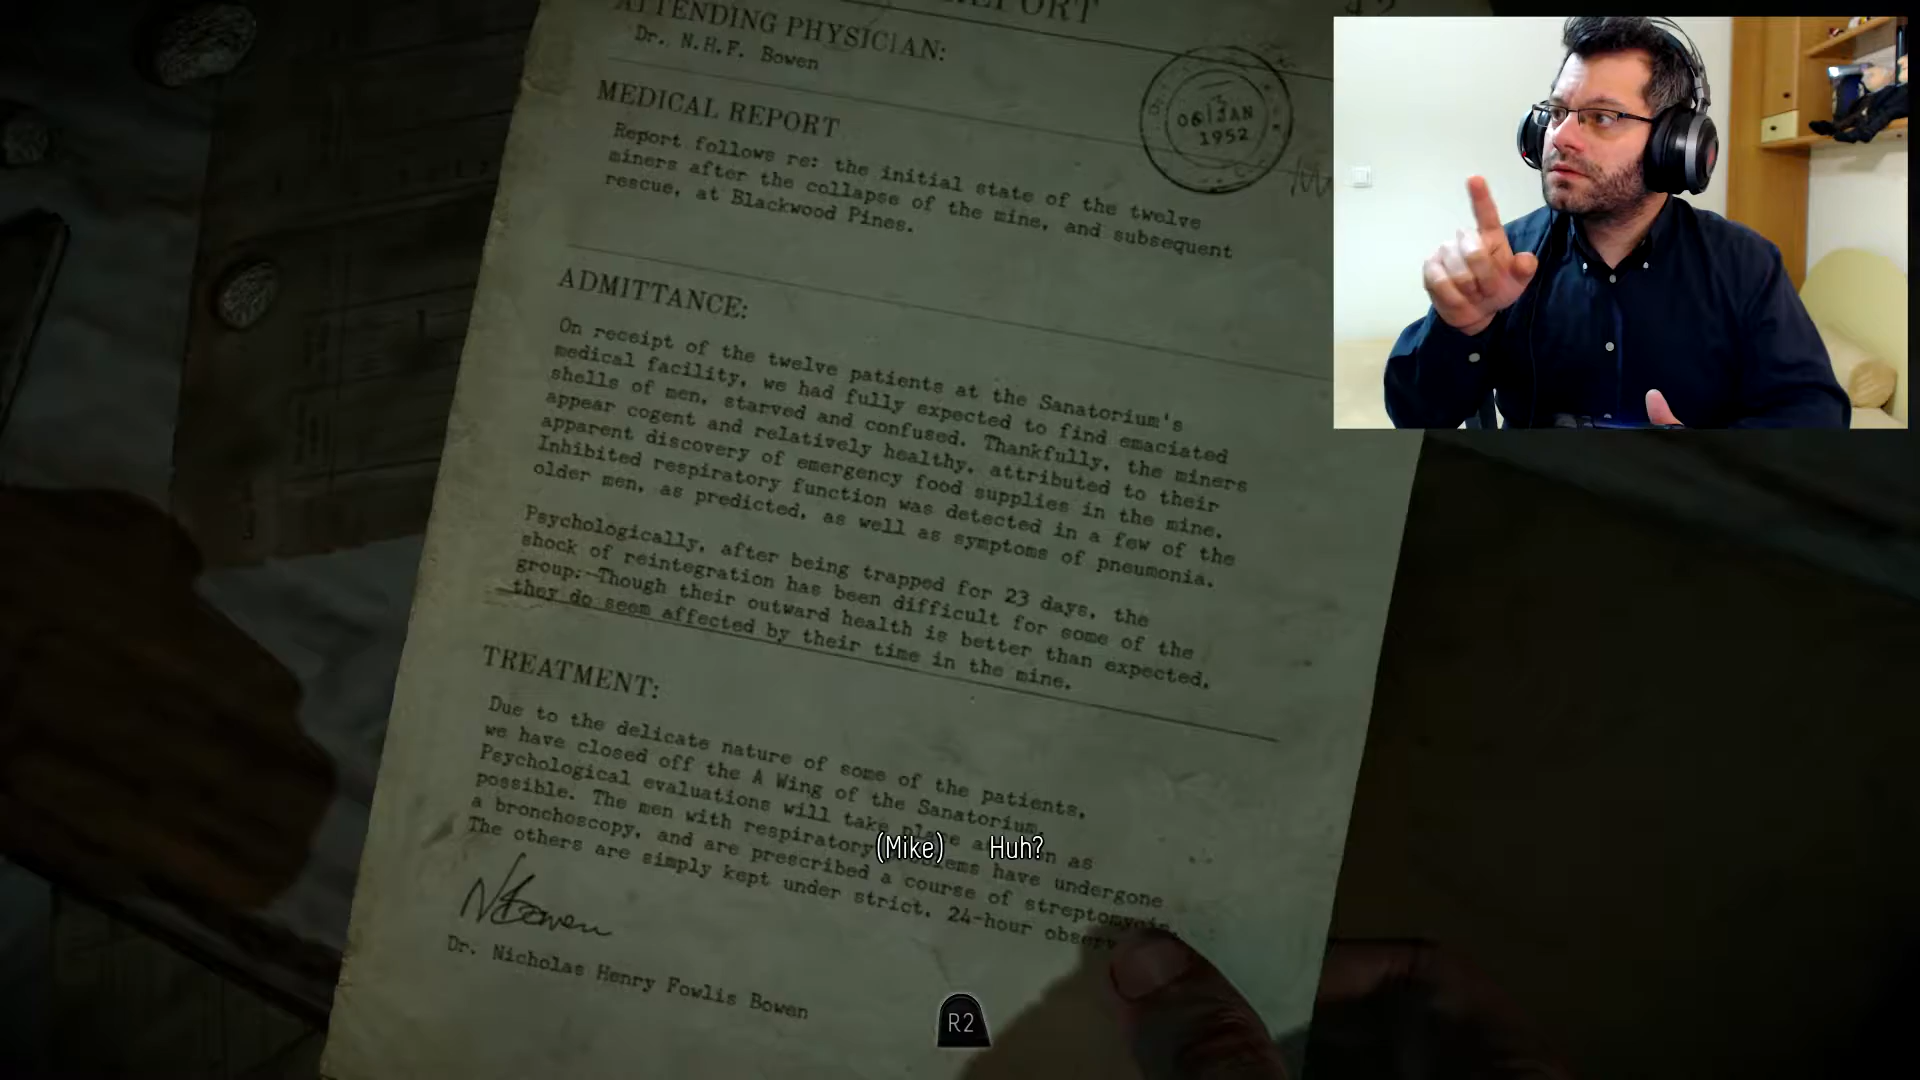 REPORT
ATTENDING PHYSICIAN:
Dr. N.H.F. Bowen
06 JAN
1952
MEDICAL REPORT
Report follows re: the initial state of the twelve
miners after the collapse of the mine, and subsequent
rescue, at Blackwood Pines.
ADMITTANCE:
On receipt of the twelve patients at the Sanatorium's
medical facility, we had fully expected to find emaciated
shells of men, starved and confused. Thankfully, the miners
appear cogent and relatively healthy, attributed to their
apparent discovery of emergency food supplies in the mine.
Inhibited respiratory function was detected in a few of the
older men, as predicted, as well as symptoms of pneumonia.
Psychologically, after being trapped for 23 days, the
shock of reintegration has been difficult for some of the
group. Though their outward health is better than expected,
they do seem affected by their time in the mine.
TREATMENT:
Due to the delicate nature of some of the patients,
we have closed off the A Wing of the Sanatorium.
Psychological evaluations will take place as
possible. The men with respiratory have undergone
a bronchoscopy, and are prescribed a course of streptomycin.
The others are simply kept under strict, 24-hour
(Mike) Huh?
NBowen
Dr. Nicholas Henry Fowlis Bowen
R2